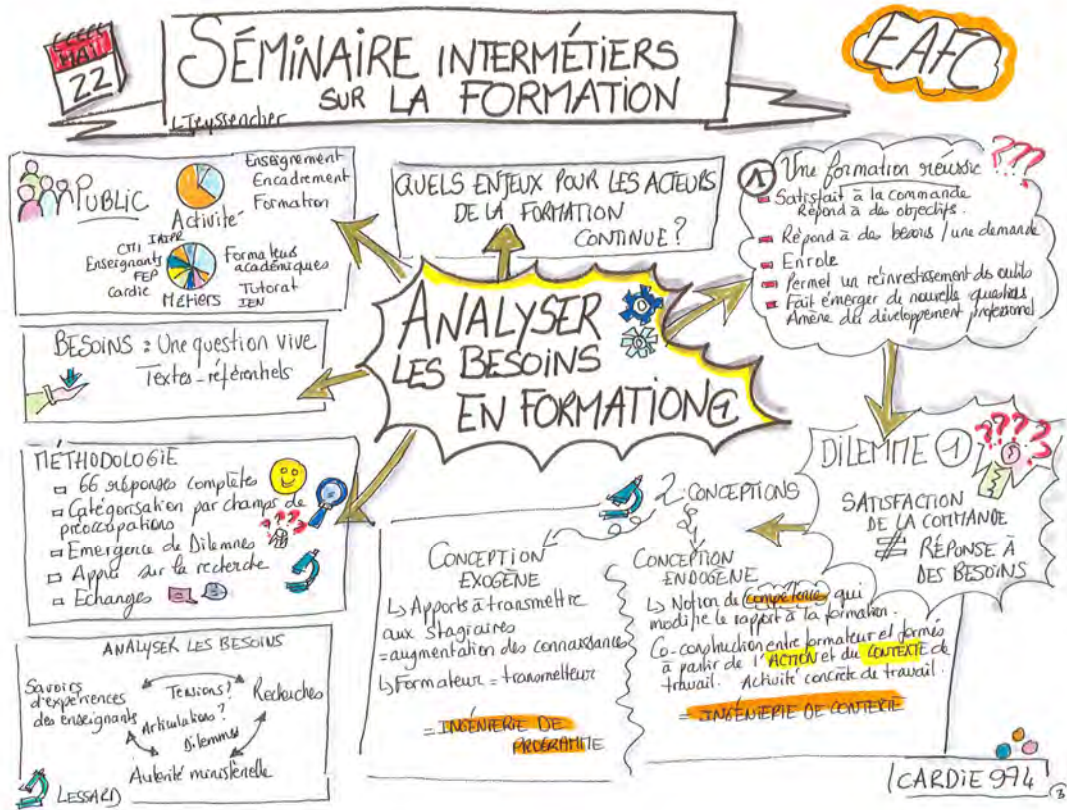 MAI
22
SÉMINAIRE INTERMÉTIERS
SUR LA FORMATION
L Teyssencher
EAFC
PUBLIC
Enseignement
Encadrement
Formation
Activité
CTI IAIPR
Enseignants
FEP
Cardie
Formateurs
académiques
Tutorat
IEN
Métiers
QUELS ENJEUX POUR LES ACTEURS
DE LA FORMATION
CONTINUE ?
① Une formation réussie ???
Satisfait à la commande
Répond à des objectifs.
Répond à des besoins / une demande
Enrole
Permet un réinvestissement des outils
Fait émerger de nouvelle questions
Amène du développement professionnel
ANALYSER
LES BESOINS
EN FORMATION
BESOINS : Une question vive
Textes - référentiels
MÉTHODOLOGIE
66 réponses complètes
Catégorisation par champs de
préoccupations
Emergence de Dilemnes
Appui sur la recherche
Echanges
DILEMME ①
???
SATISFACTION
DE LA COMMANDE
≠ RÉPONSE À
DES BESOINS
2 CONCEPTIONS
CONCEPTION
EXOGÈNE
↳ Apports à transmettre
aux stagiaires
= augmentation des connaissances
↳ Formateur = transmetteur
= INGÉNIERIE DE
PROGRAMME
CONCEPTION
ENDOGÈNE
↳ Notion de compétences qui
modifie le rapport à la formation.
Co-construction entre formateur et formés
à partir de l'ACTION et du CONTEXTE de
travail. Activité concrète de travail.
= INGÉNIERIE DE CONTEXTE
ANALYSER LES BESOINS
Savoirs
d'expériences
des enseignants
Tensions ?
Articulations ?
Dilemmes
Recherches
Autorité ministérielle
LESSARD
CARDIE 974